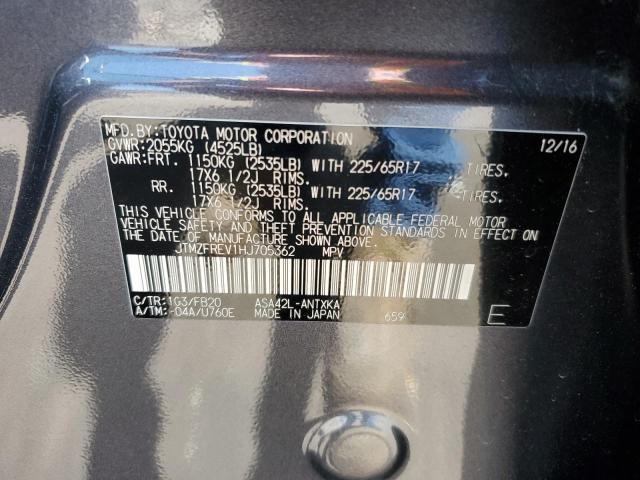 MFD. BY: TOYOTA MOTOR CORPORATION 12/16
GVWR: 2055KG (4525LB)
GAWR: FRT. 1150KG (2535LB) WITH 225/65R17 TIRES,
17X6 1/2J RIMS.
RR. 1150KG (2535LB) WITH 225/65R17 TIRES,
17X6 1/2J RIMS.
THIS VEHICLE CONFORMS TO ALL APPLICABLE FEDERAL MOTOR
VEHICLE SAFETY AND THEFT PREVENTION STANDARDS IN EFFECT ON
THE DATE OF MANUFACTURE SHOWN ABOVE.
JTMZFREV1HJ705362 MPV
C/TR: 1G3/FB20 ASA42L-ANTXKA
A/TM: -04A/U760E MADE IN JAPAN 659 E